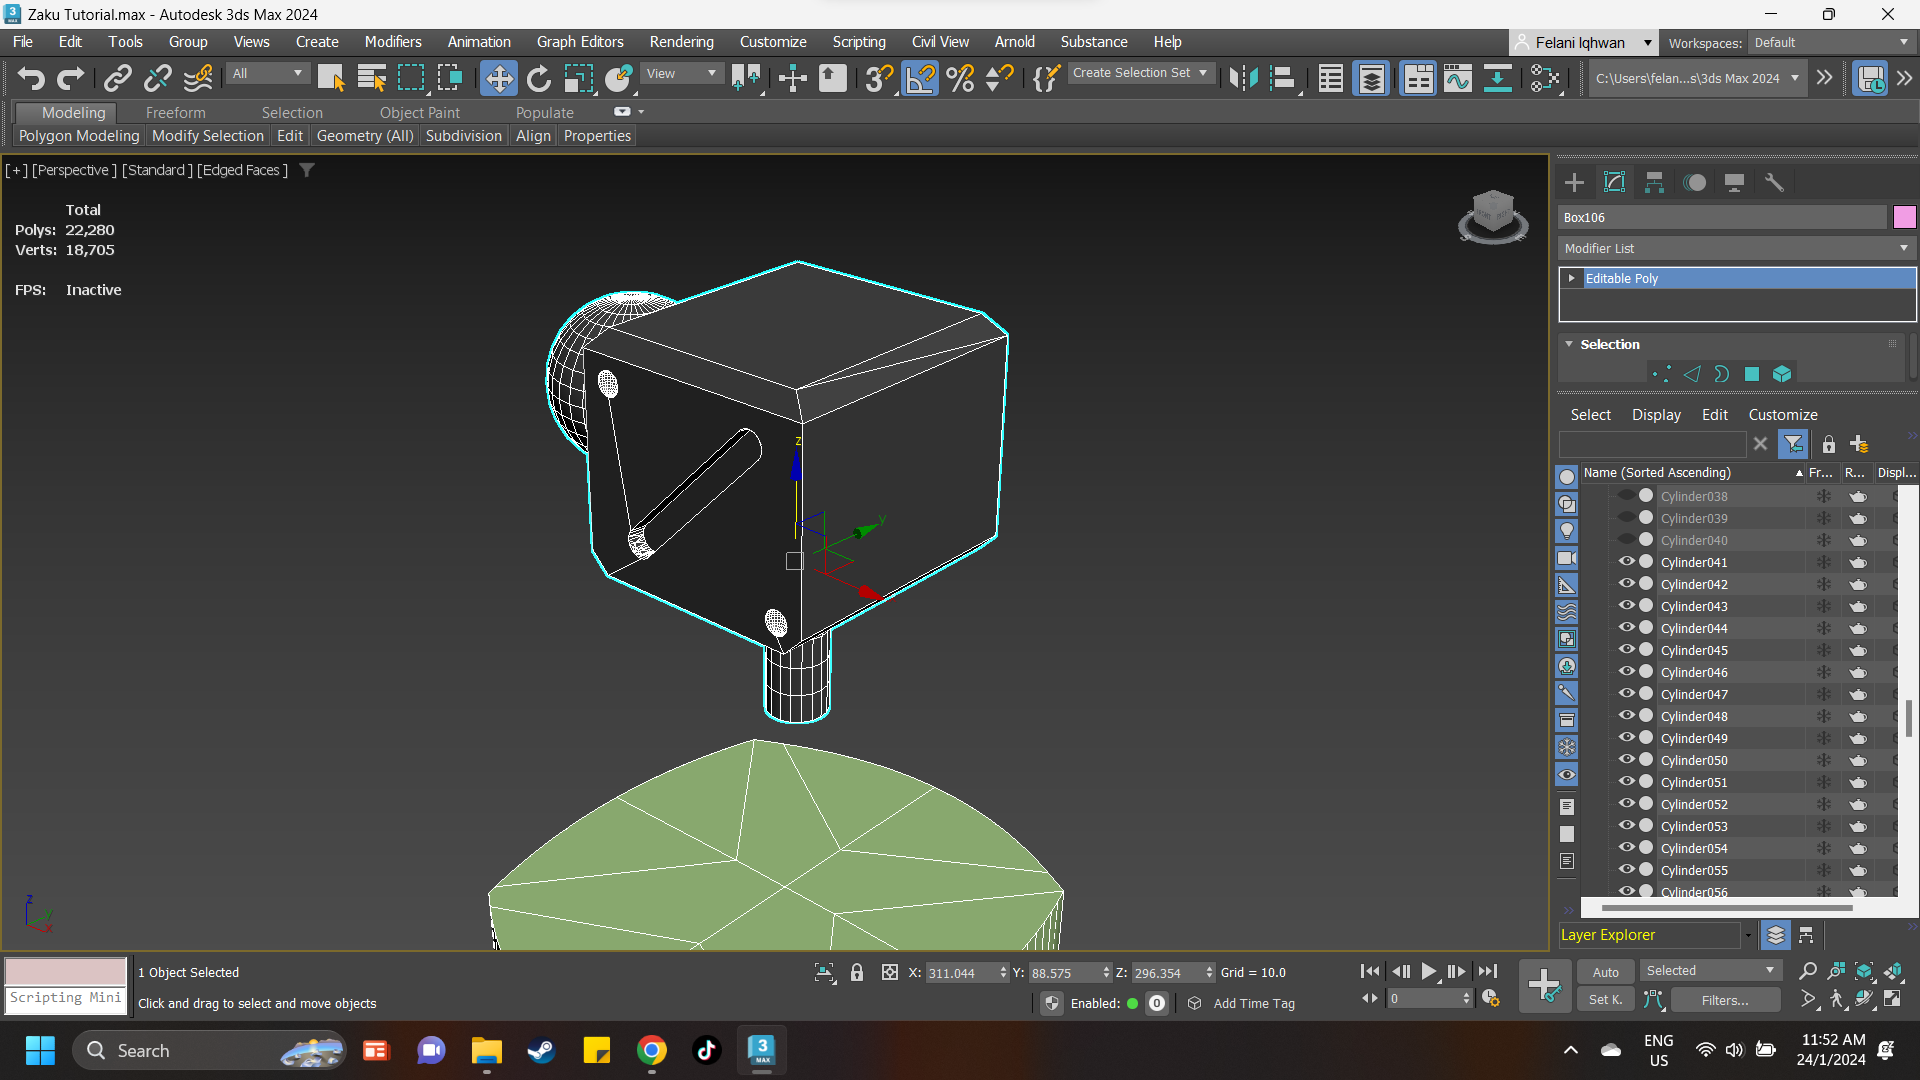 Zaku Tutorial.max - Autodesk 3ds Max 2024
File Edit Tools Group Views Create Modifiers Animation Graph Editors Rendering Customize Scripting Civil View Arnold Substance Help
Felani Iqhwan
Workspaces: Default
All
View
Create Selection Set
C:\Users\felan...s\3ds Max 2024
Modeling Freeform Selection Object Paint Populate
Polygon Modeling Modify Selection Edit Geometry (All) Subdivision Align Properties
[+] [Perspective ] [Standard ] [Edged Faces ]
Total
Polys: 22,280
Verts: 18,705
FPS: Inactive
z
y
Box106
Modifier List
Editable Poly
Selection
Select Display Edit Customize
Name (Sorted Ascending) Fr... R... Displ...
Cylinder038
Cylinder039
Cylinder040
Cylinder041
Cylinder042
Cylinder043
Cylinder044
Cylinder045
Cylinder046
Cylinder047
Cylinder048
Cylinder049
Cylinder050
Cylinder051
Cylinder052
Cylinder053
Cylinder054
Cylinder055
Cylinder056
Layer Explorer
z
y
x
1 Object Selected
X: 311.044 Y: 88.575 Z: 296.354 Grid = 10.0
Scripting Mini
Click and drag to select and move objects
Enabled: 0 Add Time Tag
0
Auto Selected
Set K. Filters...
Search
3
MAX
ENG
US
11:52 AM
24/1/2024